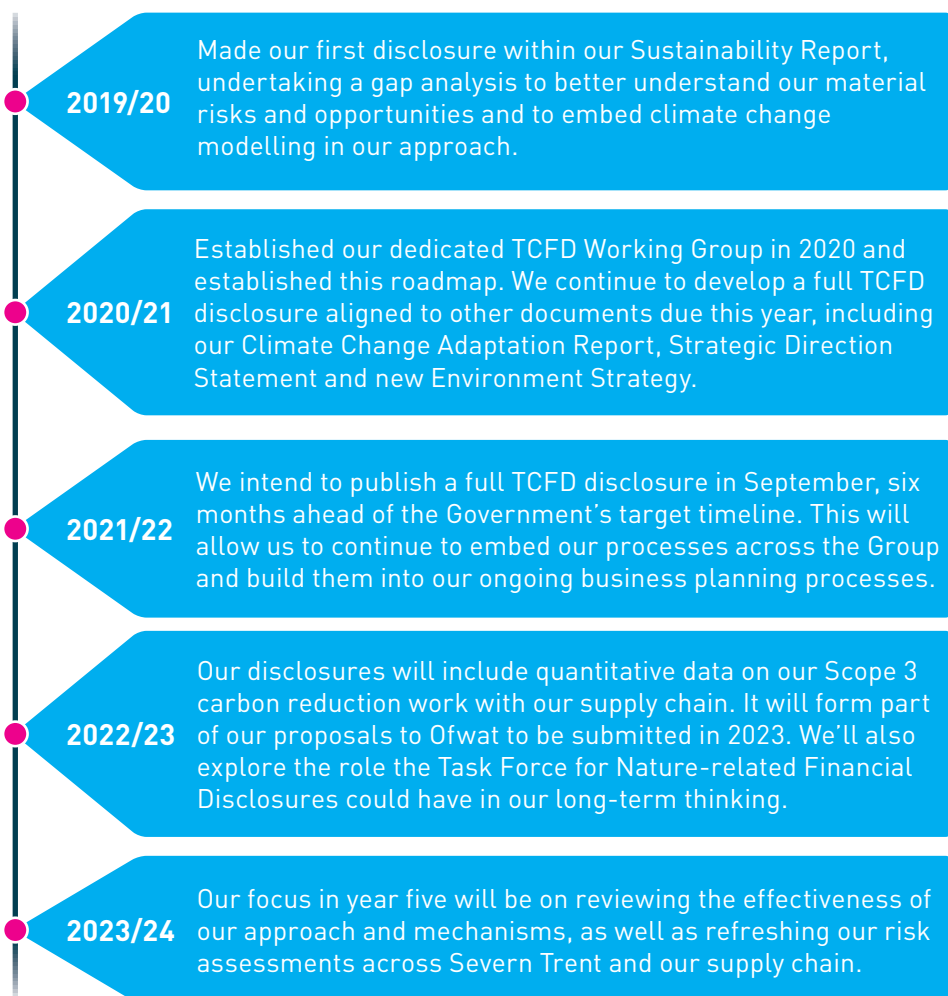 Made our first disclosure within our Sustainability Report,
undertaking a gap analysis to better understand our material
2019/20
risks and opportunities and to embed climate change
modelling in our approach.
Established our dedicated TCFD Working Group in 2020 and
established this roadmap. We continue to develop a full TCFD
2020/21
disclosure aligned to other documents due this year, including
our Climate Change Adaptation Report, Strategic Direction
Statement and new Environment Strategy.
We intend to publish a full TCFD disclosure in September, six
months ahead of the Government’s target timeline. This will
2021/22
allow us to continue to embed our processes across the Group
and build them into our ongoing business planning processes.
Our disclosures will include quantitative data on our Scope 3
carbon reduction work with our supply chain. It will form part
2022/23
of our proposals to Ofwat to be submitted in 2023. We’ll also
explore the role the Task Force for Nature-related Financial
Disclosures could have in our long-term thinking.
Our focus in year five will be on reviewing the effectiveness of
2023/24
our approach and mechanisms, as well as refreshing our risk
assessments across Severn Trent and our supply chain.